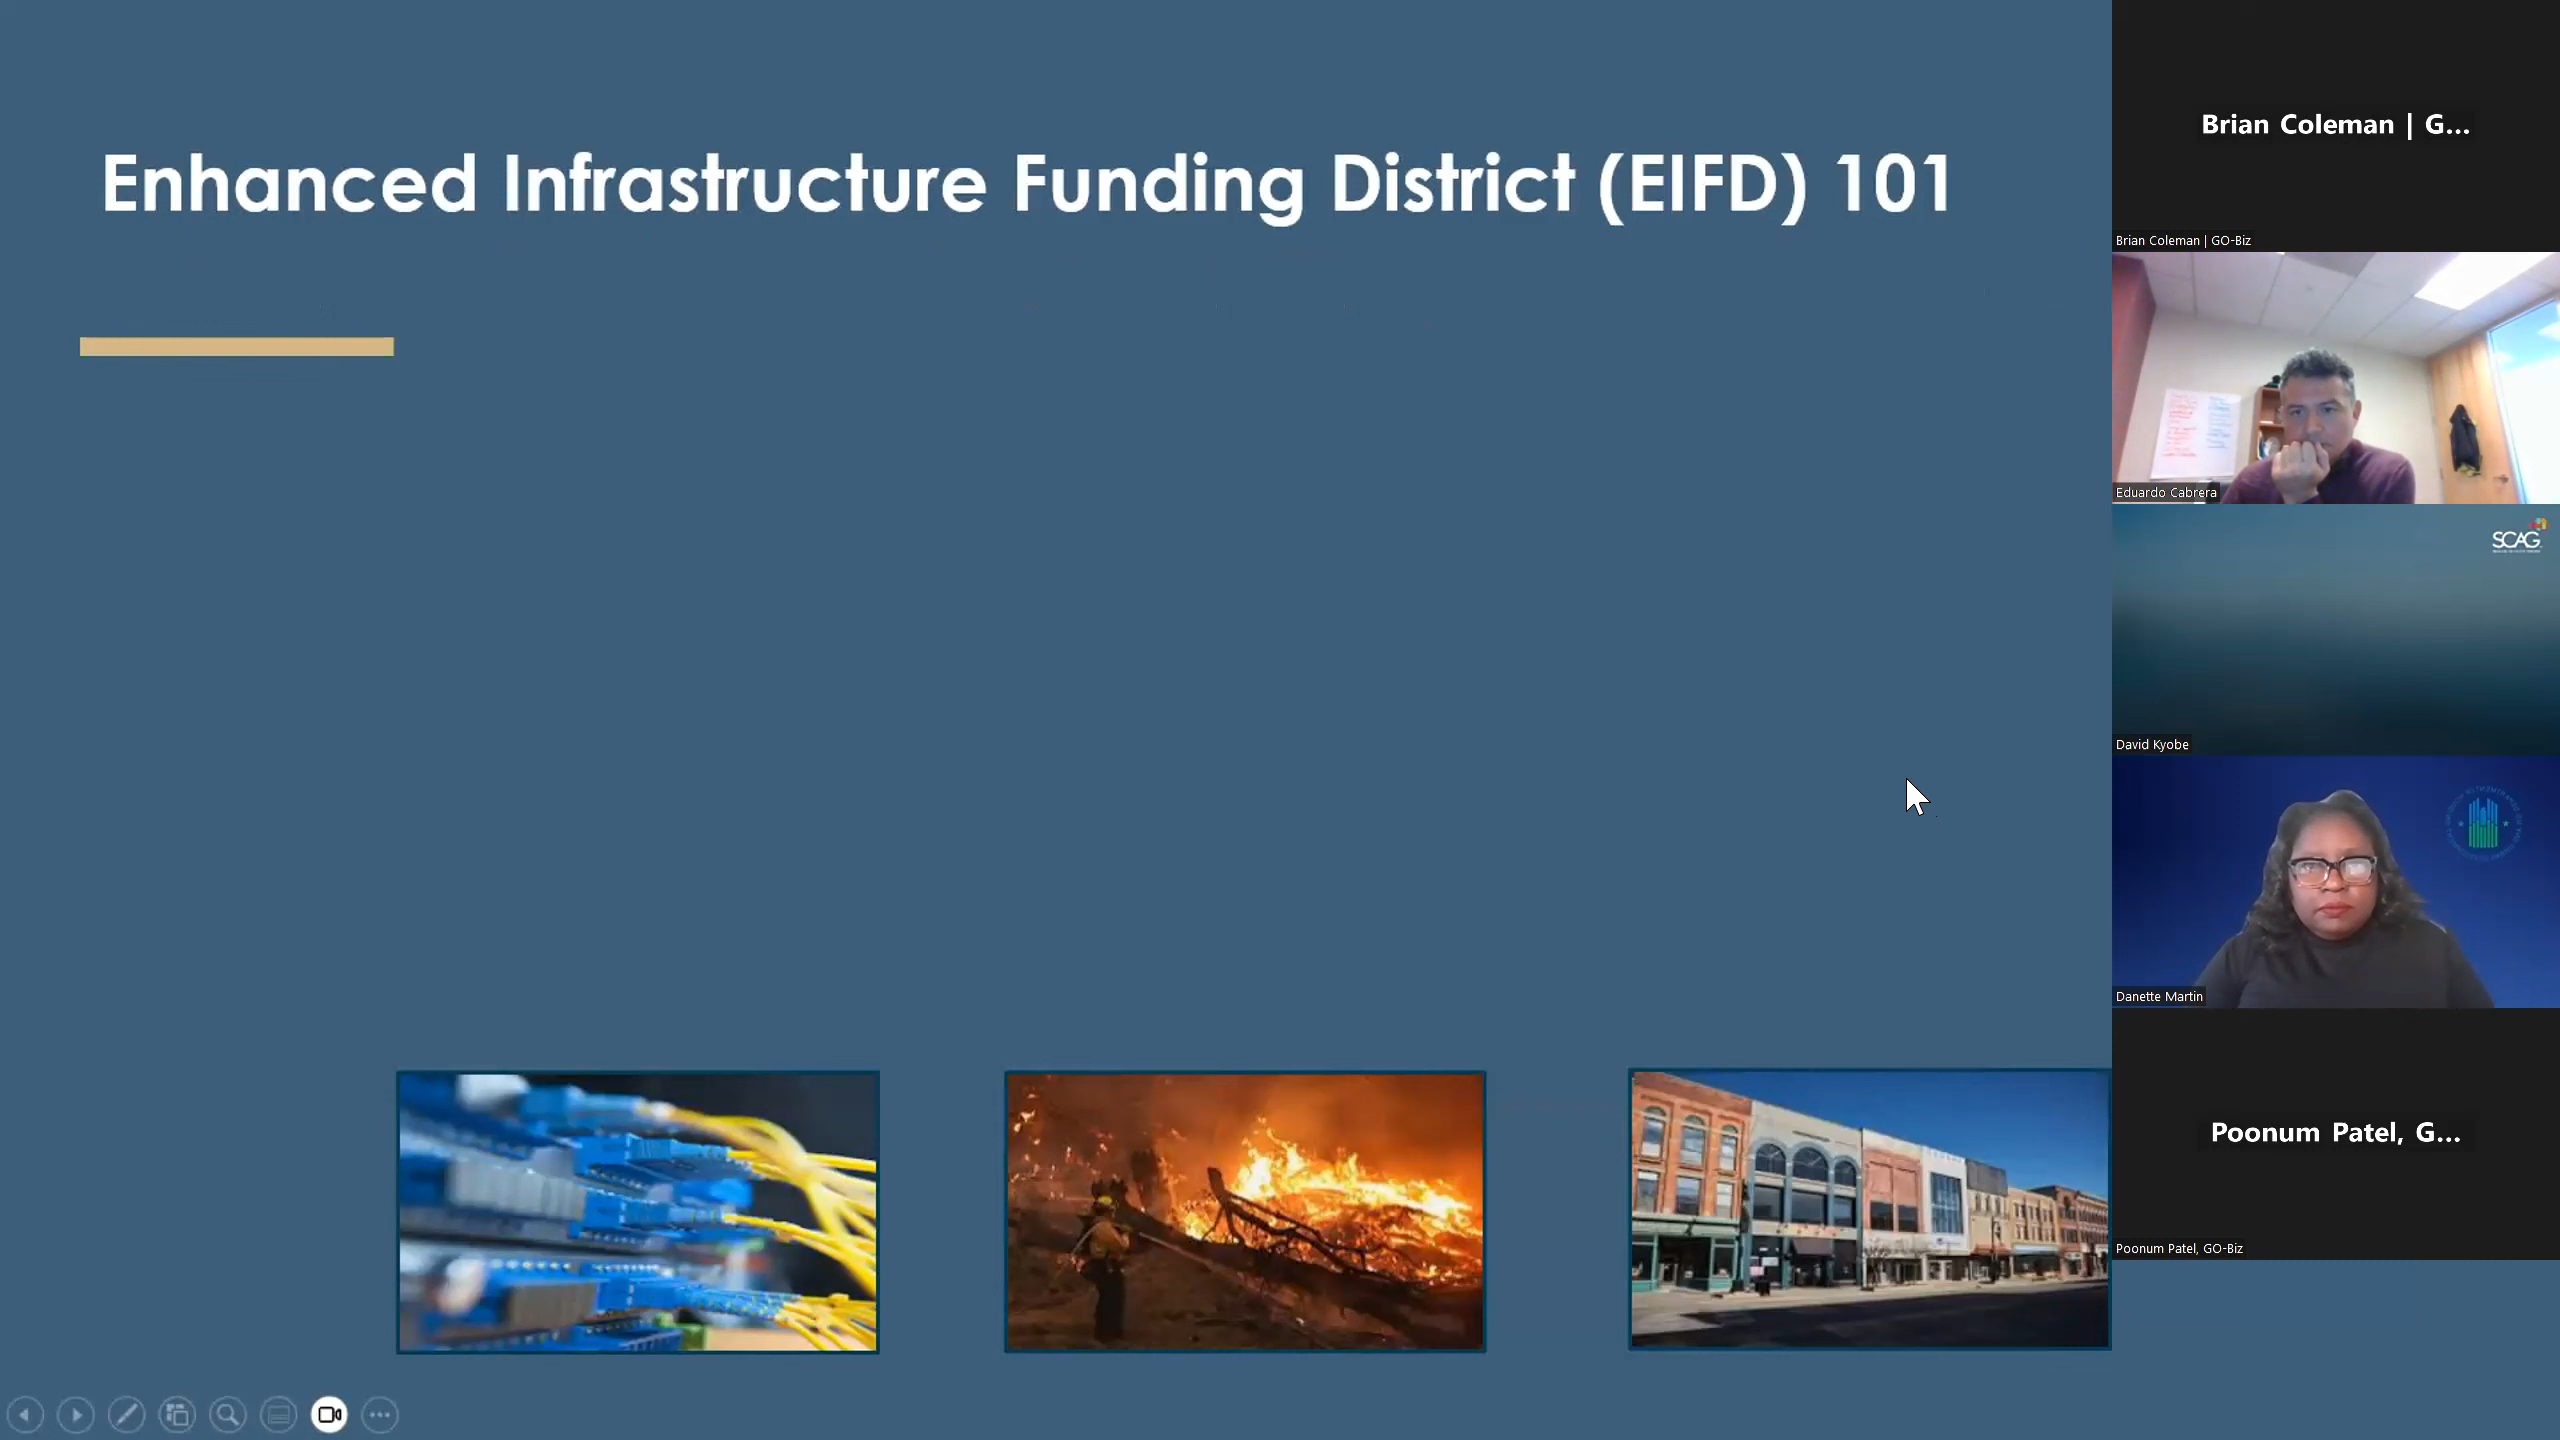 Enhanced Infrastructure Funding District (EIFD) 101
Brian Coleman | G...
Brian Coleman | GO-Biz
Eduardo Cabrera
SCAG
David Kyobe
Danette Martin
Poonum Patel, G...
Poonum Patel, GO-Biz